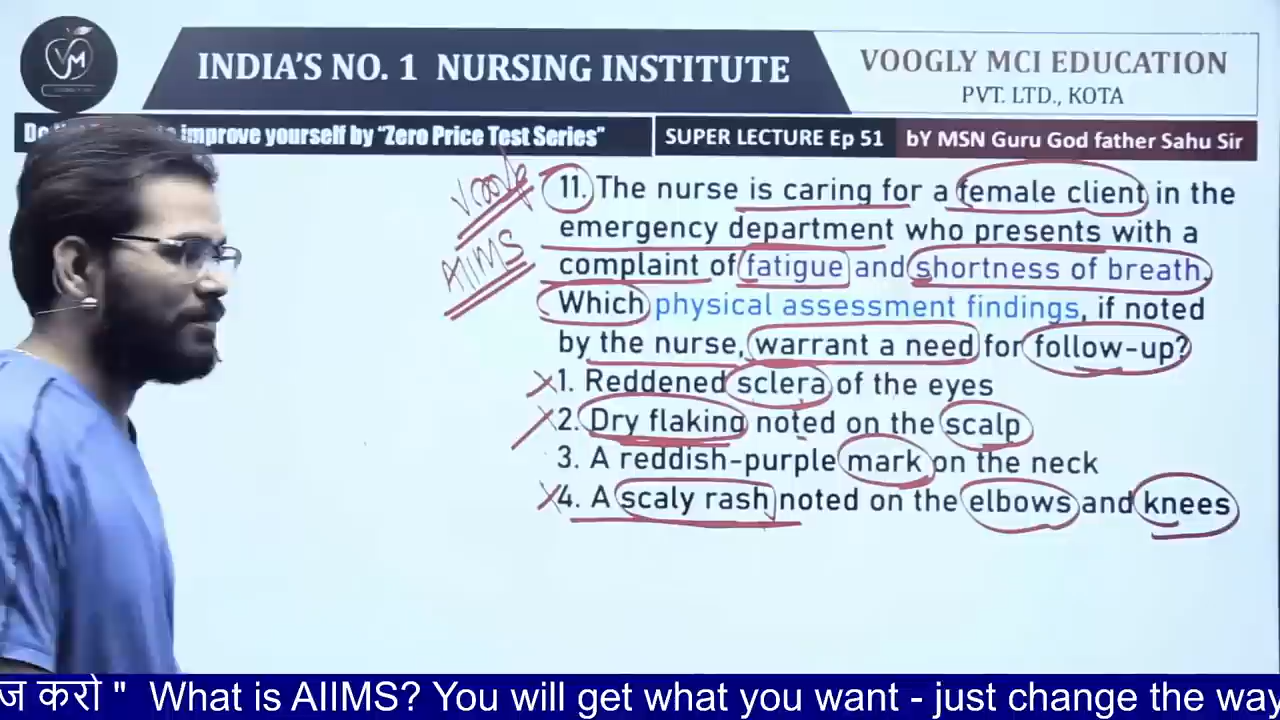 VM
INDIA'S NO. 1 NURSING INSTITUTE
VOOGLY MCI EDUCATION
PVT. LTD., KOTA
improve yourself by "Zero Price Test Series"
SUPER LECTURE Ep 51
bY MSN Guru God father Sahu Sir
AIIMS
11. The nurse is caring for a female client in the
emergency department who presents with a
complaint of fatigue and shortness of breath.
Which physical assessment findings, if noted
by the nurse, warrant a need for follow-up?
1. Reddened sclera of the eyes
2. Dry flaking noted on the scalp
3. A reddish-purple mark on the neck
4. A scaly rash noted on the elbows and knees
करो " What is AIIMS? You will get what you want - just change the way